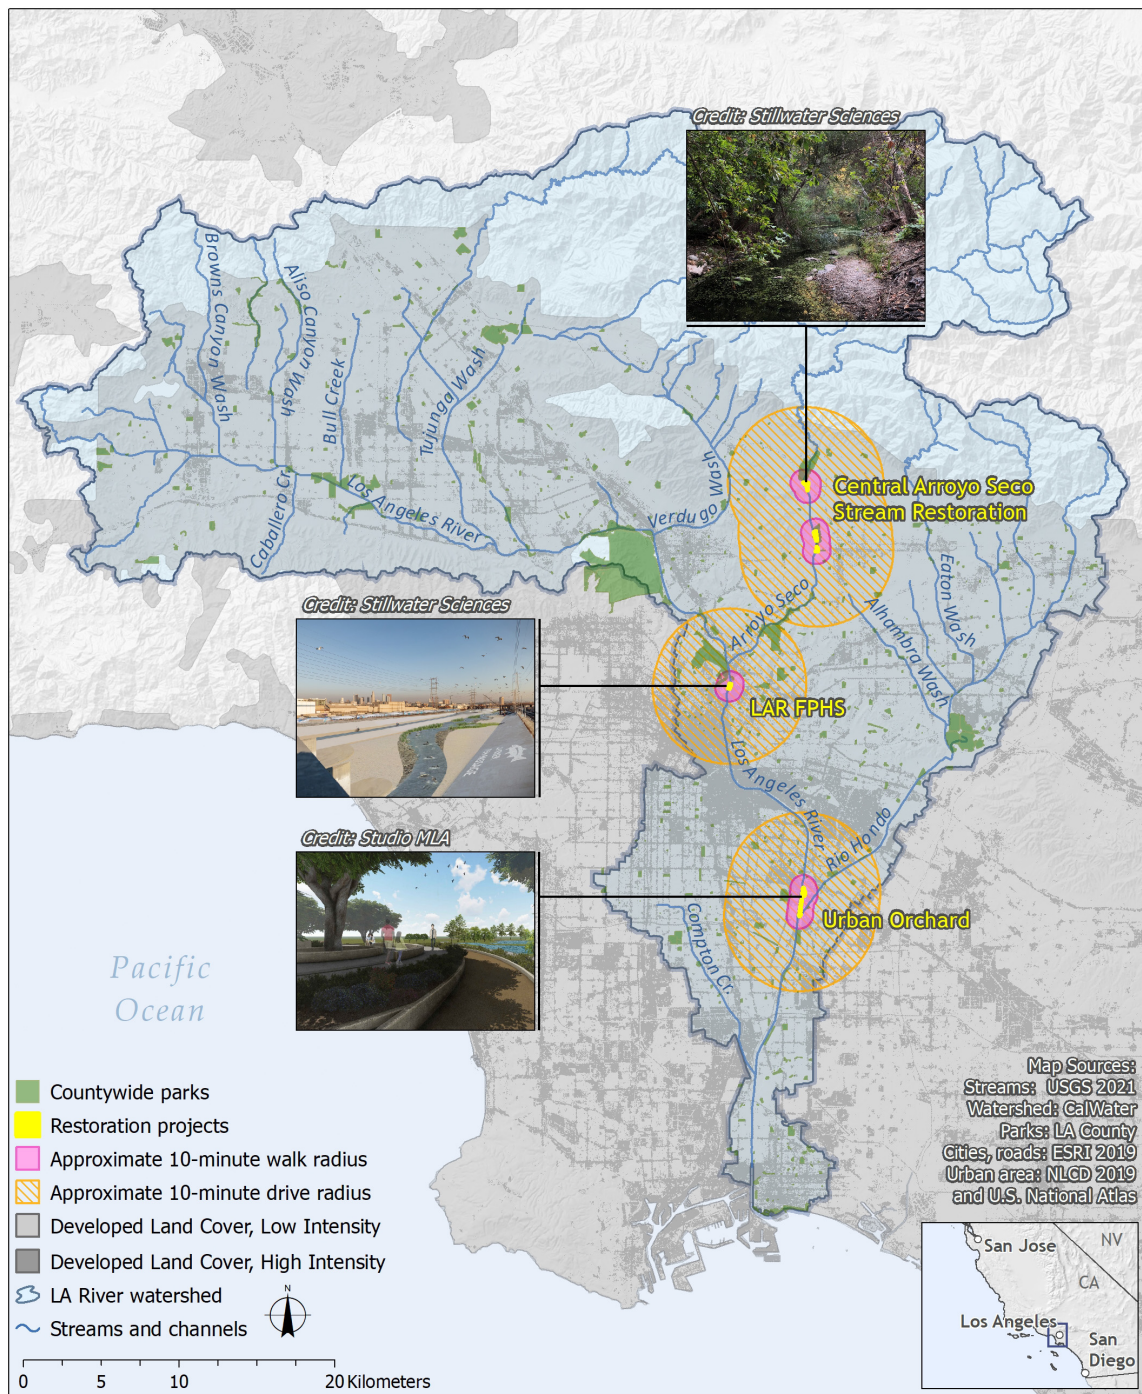 Credit: Stillwater Sciences
Browns Canyon Wash
Aliso Canyon Wash
Bull Creek
Tujunga Wash
Los Angeles River
Caballero Cr.
Verdugo Wash
Central Arroyo Seco
Stream Restoration
Eaton Wash
Alhambra Wash
Arroyo Seco
Credit: Stillwater Sciences
LAR FPHS
Los Angeles River
Rio Hondo
Credit: Studio MLA
Urban Orchard
Compton Cr.
Pacific
Ocean
Countywide parks
Restoration projects
Approximate 10-minute walk radius
Approximate 10-minute drive radius
Developed Land Cover, Low Intensity
Developed Land Cover, High Intensity
LA River watershed
Streams and channels
N
0 5 10 20 Kilometers
Map Sources:
Streams: USGS 2021
Watershed: CalWater
Parks: LA County
Cities, roads: ESRI 2019
Urban area: NLCD 2019
and U.S. National Atlas
San Jose
NV
CA
Los Angeles
San
Diego